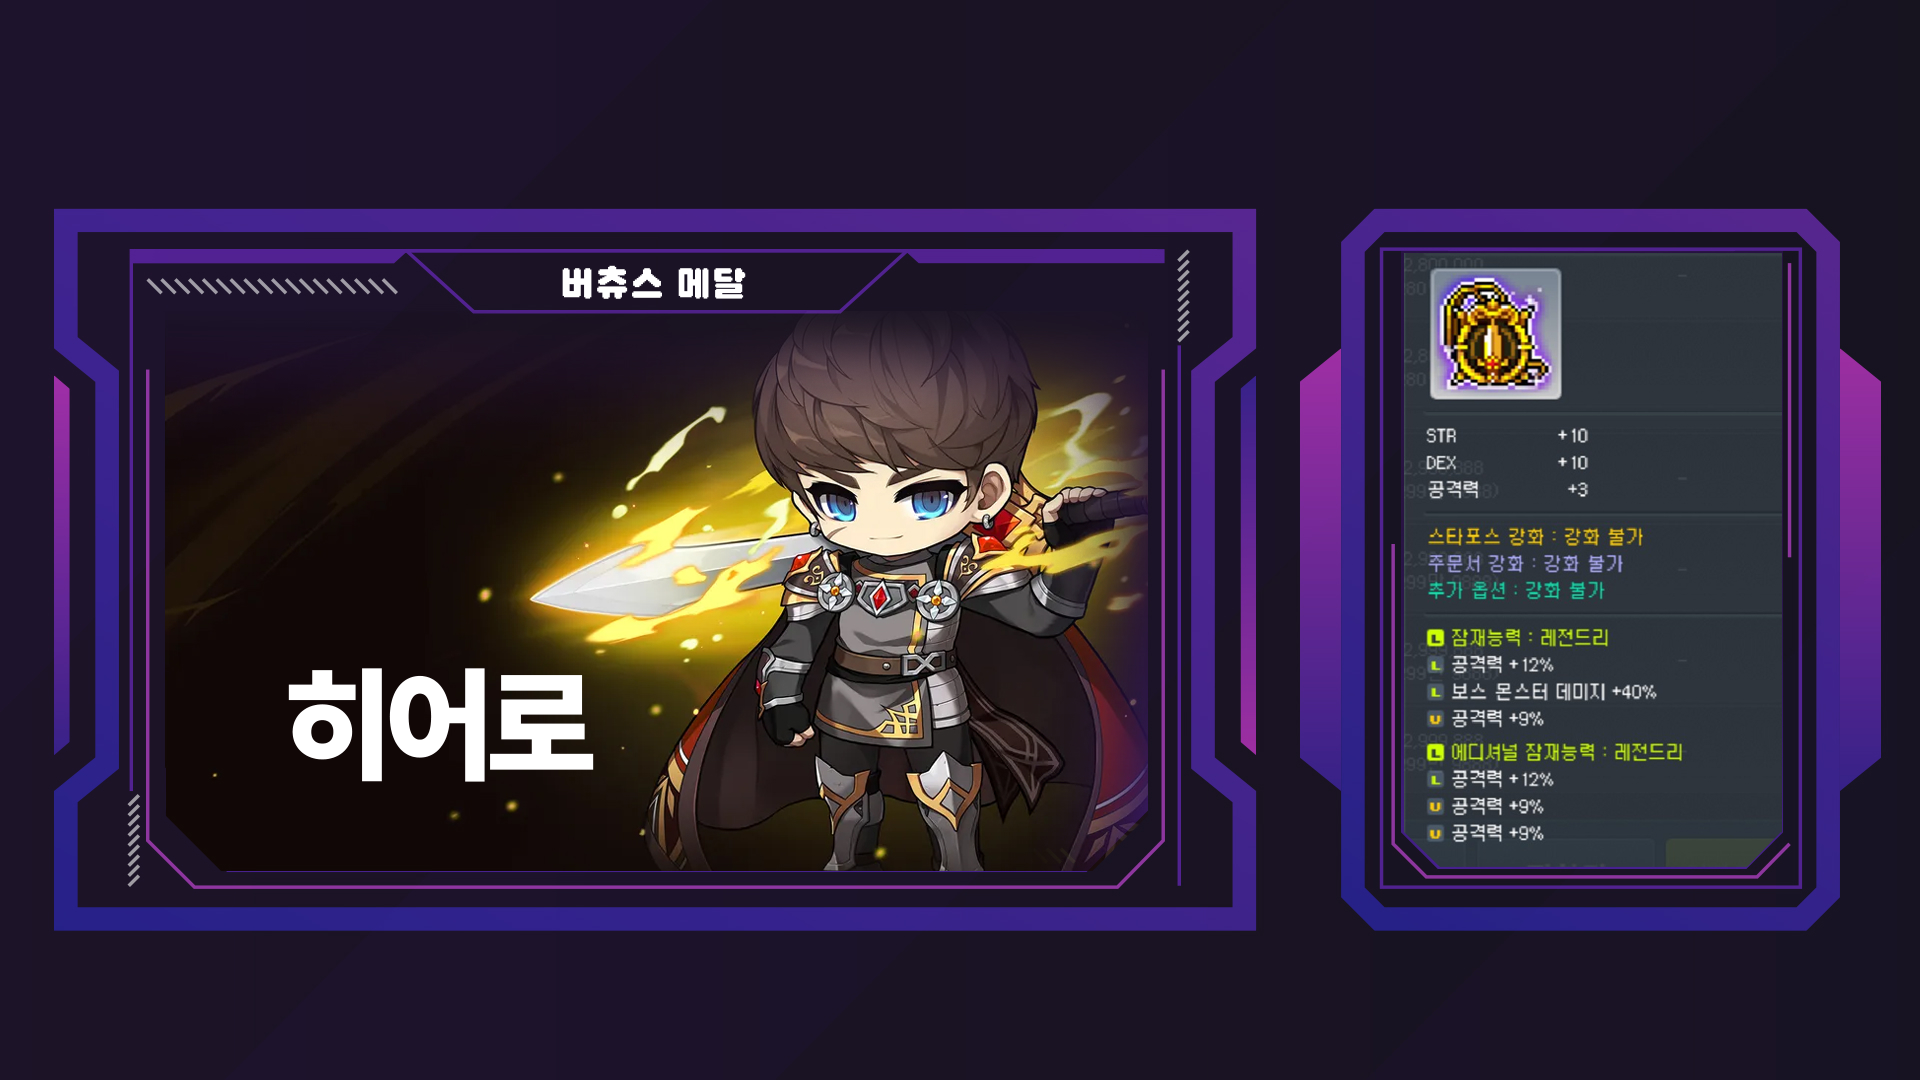 버츄스 메달
히어로
STR +10
DEX +10
공격력 +3
스타포스 강화 : 강화 불가
주문서 강화 : 강화 불가
추가 옵션 : 강화 불가
L 잠재능력 : 레전드리
L 공격력 +12%
L 보스 몬스터 데미지 +40%
U 공격력 +9%
L 에디셔널 잠재능력 : 레전드리
L 공격력 +12%
U 공격력 +9%
U 공격력 +9%